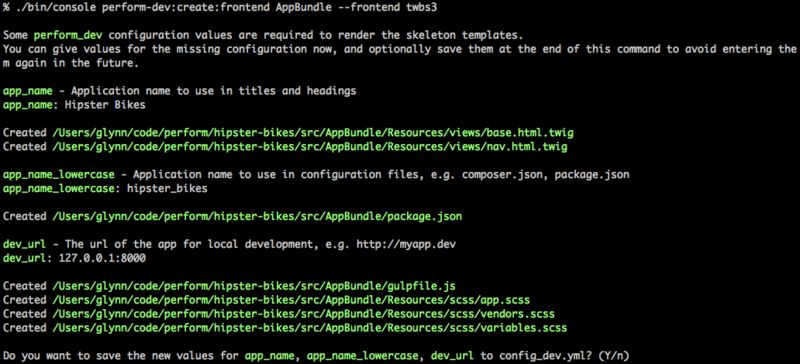 % ./bin/console perform-dev:create:frontend AppBundle --frontend twbs3
Some perform_dev configuration values are required to render the skeleton templates.
You can give values for the missing configuration now, and optionally save them at the end of this command to avoid entering the
m again in the future.
app_name - Application name to use in titles and headings
app_name: Hipster Bikes
Created /Users/glynn/code/perform/hipster-bikes/src/AppBundle/Resources/views/base.html.twig
Created /Users/glynn/code/perform/hipster-bikes/src/AppBundle/Resources/views/nav.html.twig
app_name_lowercase - Application name to use in configuration files, e.g. composer.json, package.json
app_name_lowercase: hipster_bikes
Created /Users/glynn/code/perform/hipster-bikes/src/AppBundle/package.json
dev_url - The url of the app for local development, e.g. http://myapp.dev
dev_url: 127.0.0.1:8000
Created /Users/glynn/code/perform/hipster-bikes/src/AppBundle/gulpfile.js
Created /Users/glynn/code/perform/hipster-bikes/src/AppBundle/Resources/scss/app.scss
Created /Users/glynn/code/perform/hipster-bikes/src/AppBundle/Resources/scss/vendors.scss
Created /Users/glynn/code/perform/hipster-bikes/src/AppBundle/Resources/scss/variables.scss
Do you want to save the new values for app_name, app_name_lowercase, dev_url to config_dev.yml? (Y/n)